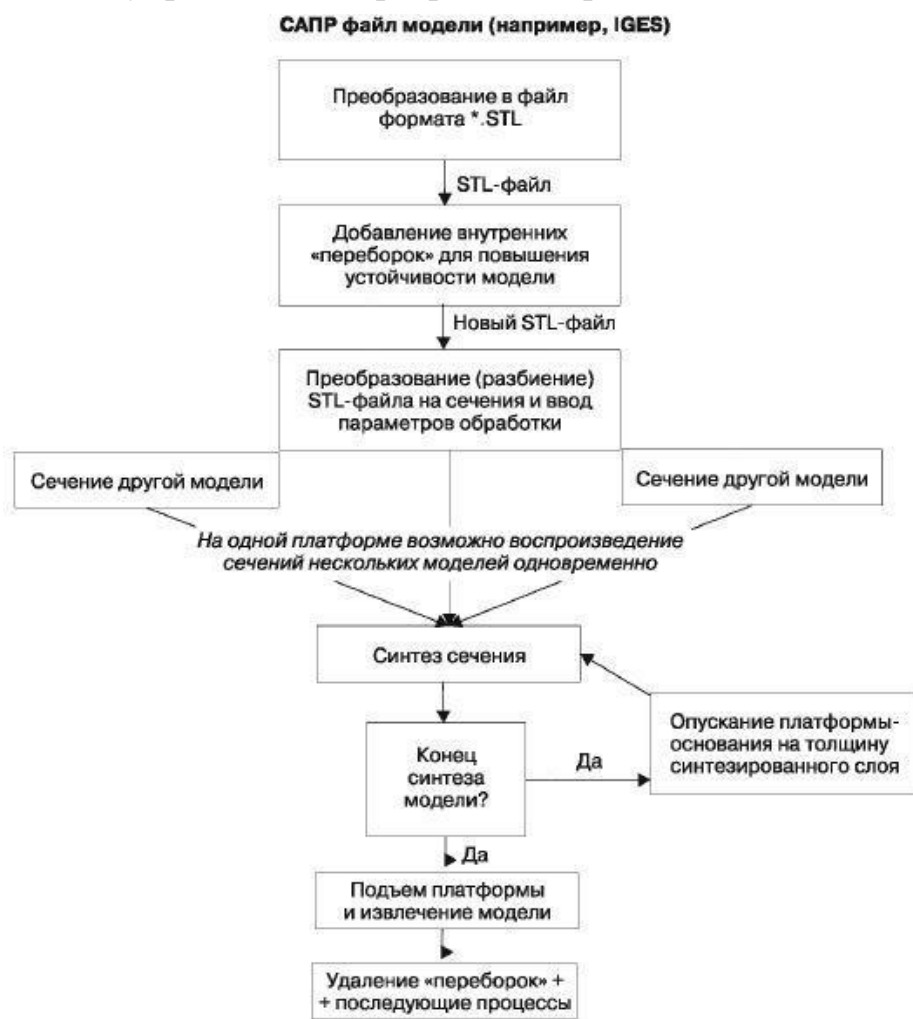 САПР файл модели (например, IGES)
Преобразование в файл
формата *.STL
STL-файл
Добавление внутренних
«переборок» для повышения
устойчивости модели
Новый STL-файл
Преобразование (разбиение)
STL-файла на сечения и ввод
параметров обработки
Сечение другой модели
Сечение другой модели
На одной платформе возможно воспроизведение
сечений нескольких моделей одновременно
Синтез сечения
Опускание платформы-
основания на толщину
синтезированного слоя
Конец
синтеза
модели?
Да
Да
Подъем платформы
и извлечение модели
Удаление «переборок» +
+ последующие процессы